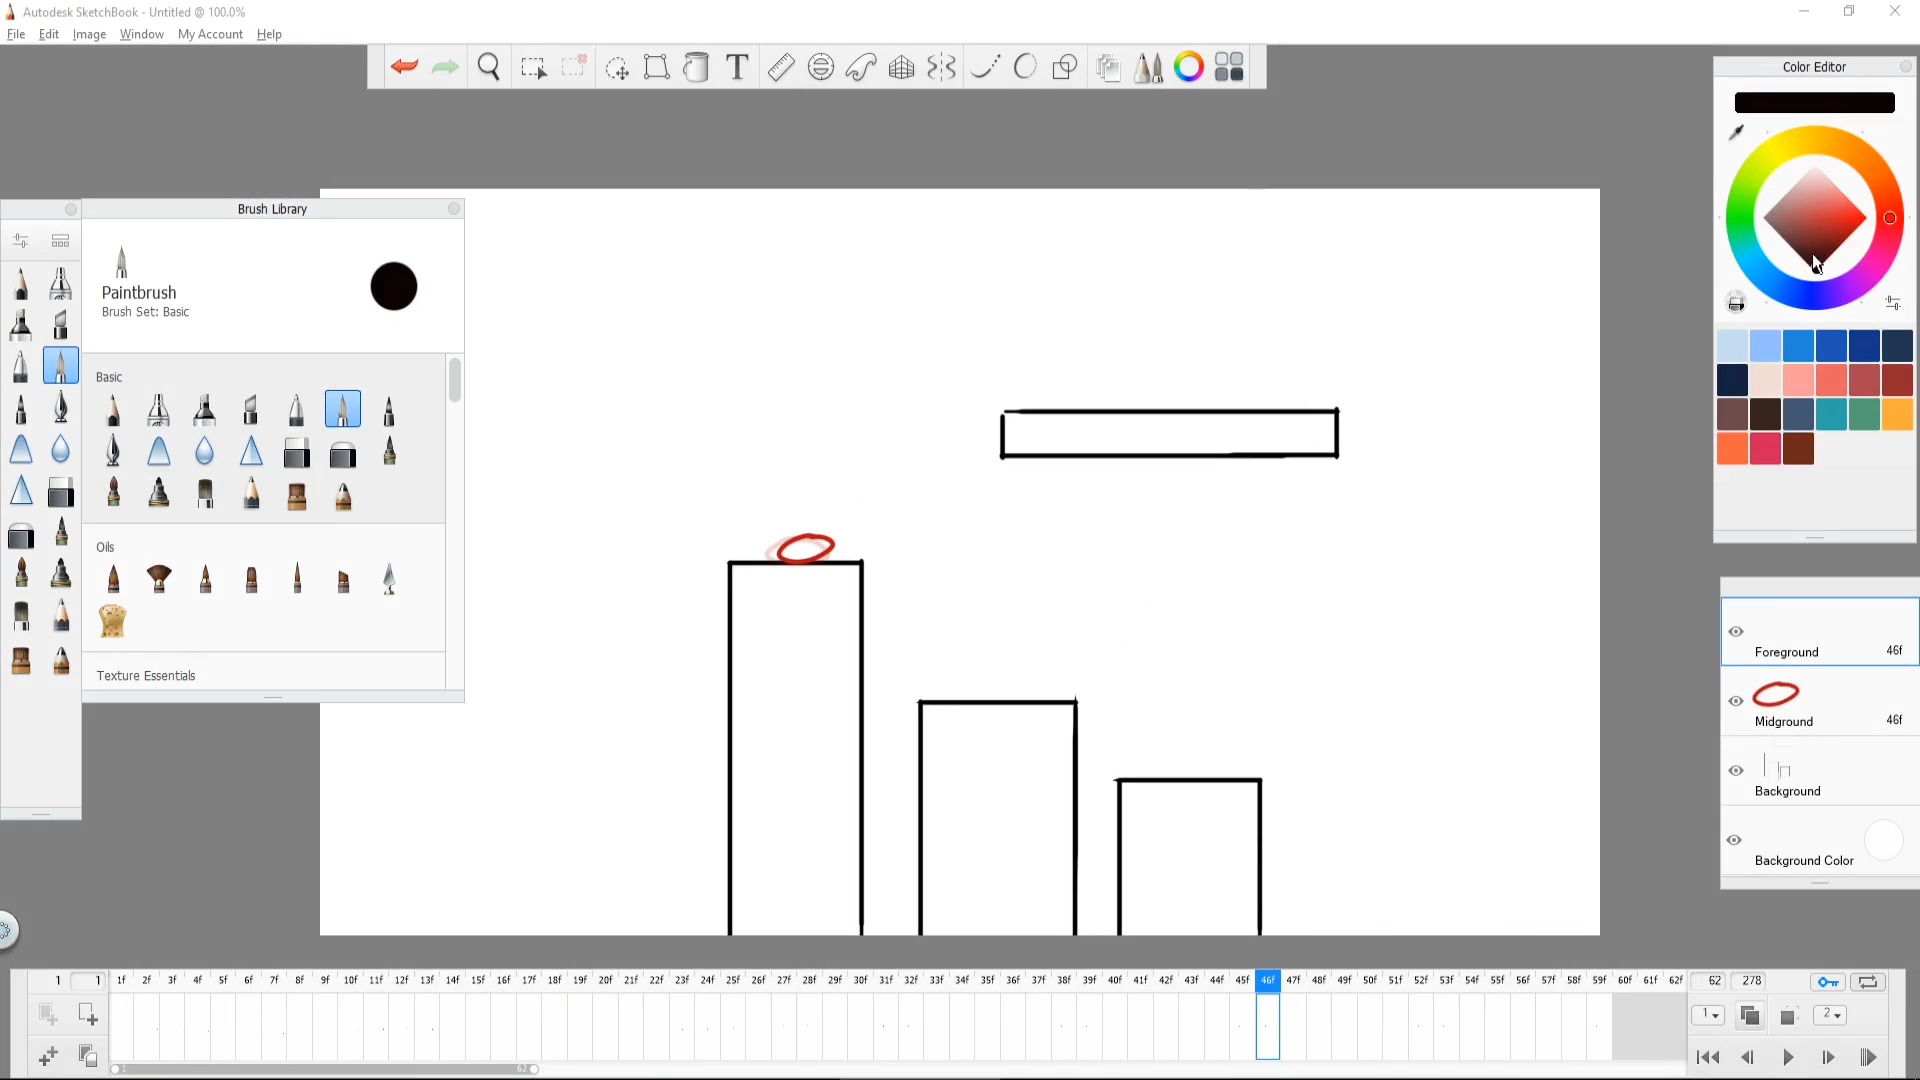 Autodesk SketchBook - Untitled @ 100.0%
File Edit Image Window My Account Help
Color Editor
Brush Library
Paintbrush
Brush Set: Basic
Basic
Oils
Texture Essentials
Foreground 46f
Midground 46f
Background
Background Color
1 1 1f 2f 3f 4f 5f 6f 7f 8f 9f 10f 11f 12f 13f 14f 15f 16f 17f 18f 19f 20f 21f 22f 23f 24f 25f 26f 27f 28f 29f 30f 31f 32f 33f 34f 35f 36f 37f 38f 39f 40f 41f 42f 43f 44f 45f 46f 47f 48f 49f 50f 51f 52f 53f 54f 55f 56f 57f 58f 59f 60f 61f 62f 62 278
1 2
1 62